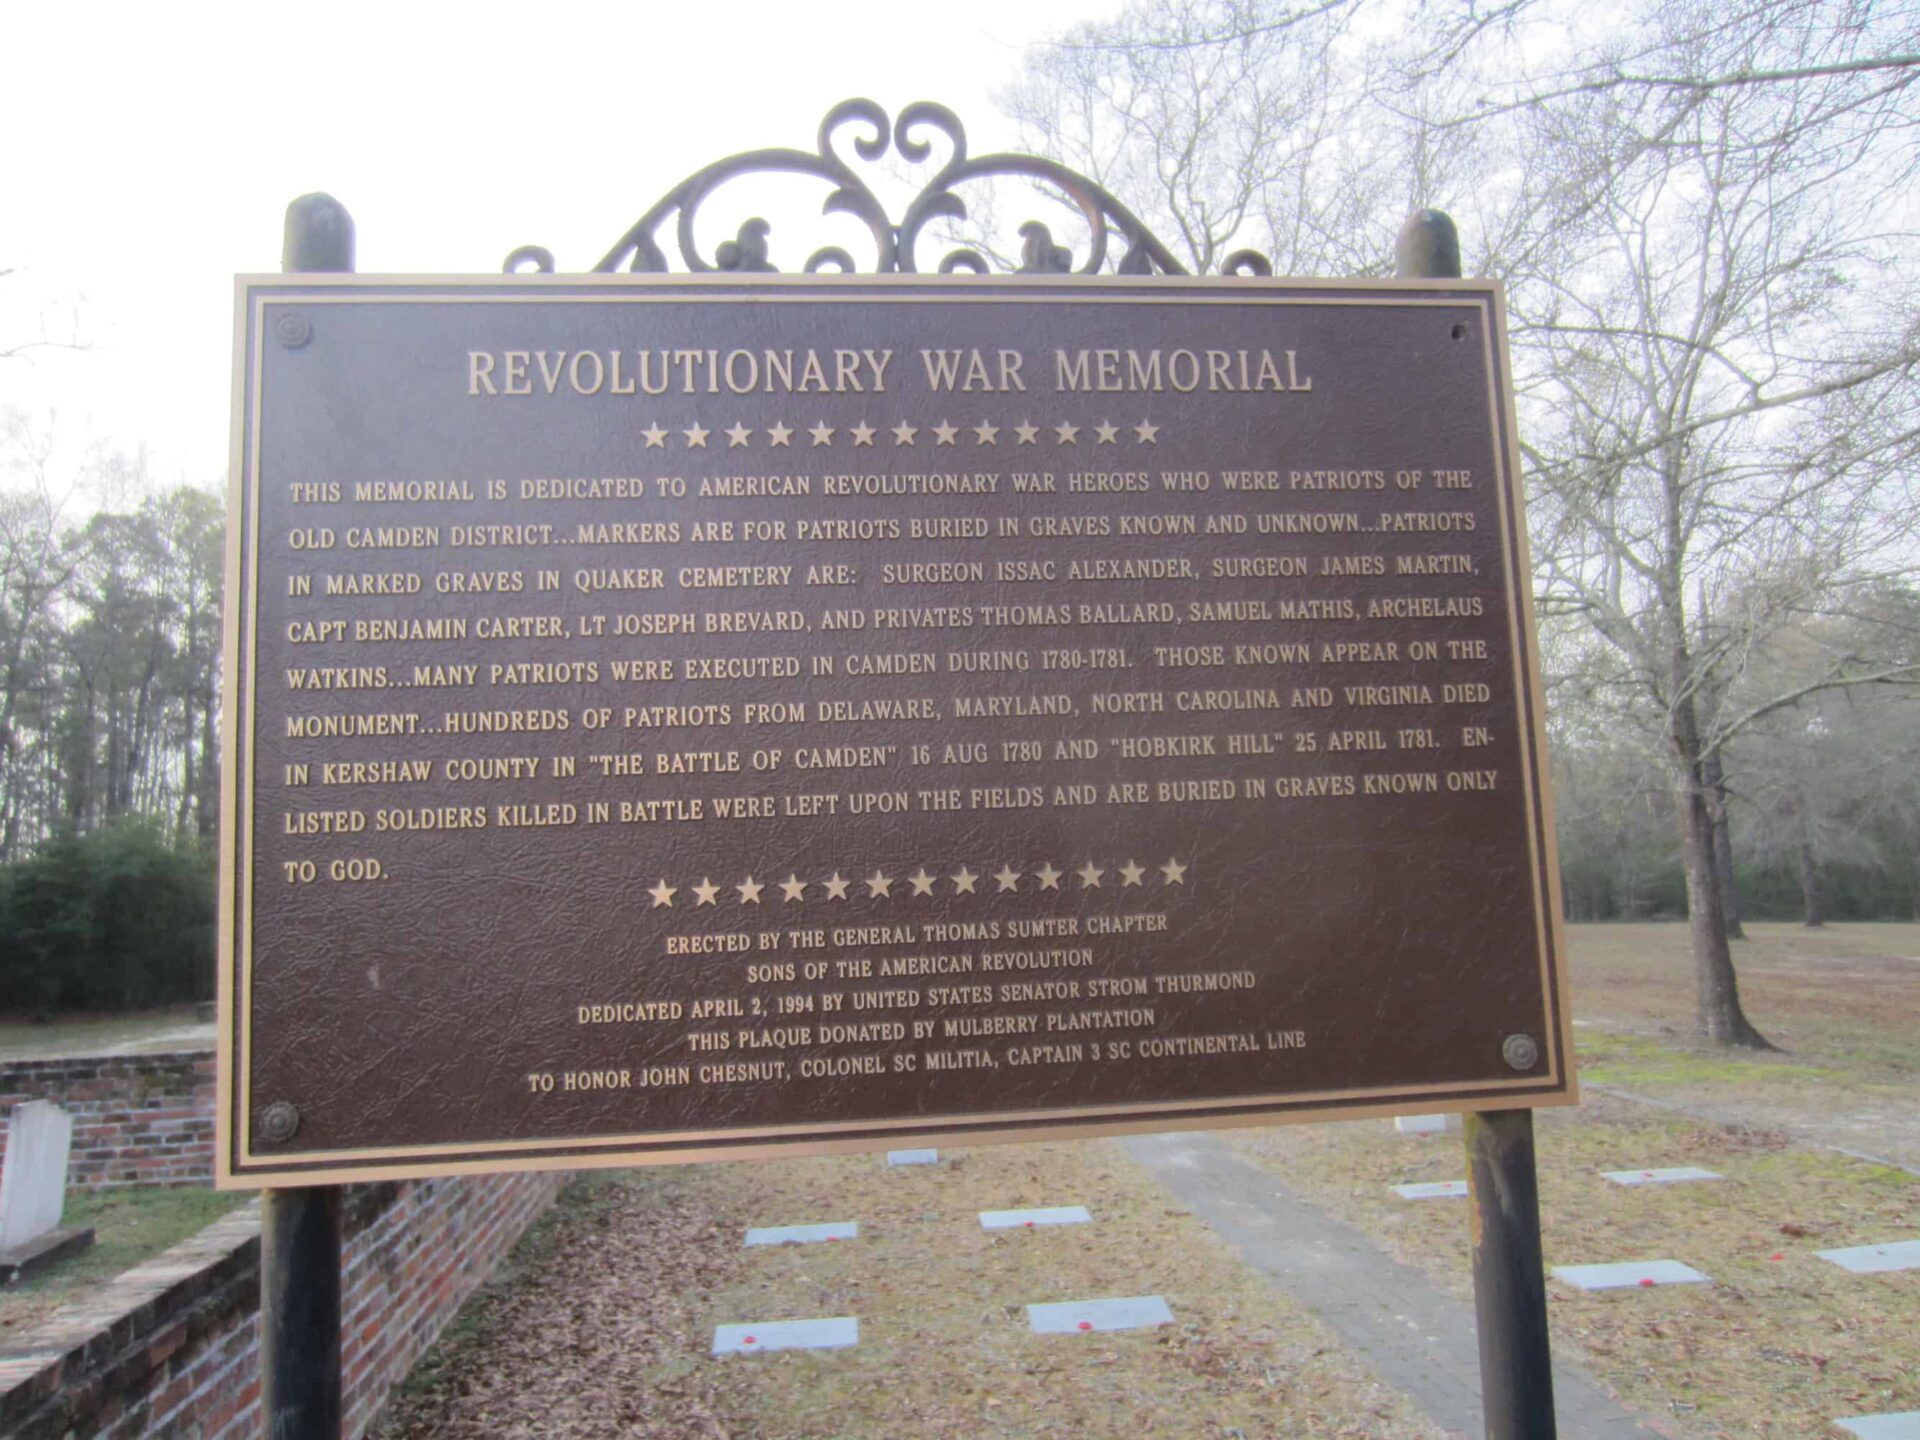 REVOLUTIONARY WAR MEMORIAL
THIS MEMORIAL IS DEDICATED TO AMERICAN REVOLUTIONARY WAR HEROES WHO WERE PATRIOTS OF THE
OLD CAMDEN DISTRICT...MARKERS ARE FOR PATRIOTS BURIED IN GRAVES KNOWN AND UNKNOWN...PATRIOTS
IN MARKED GRAVES IN QUAKER CEMETERY ARE: SURGEON ISSAC ALEXANDER, SURGEON JAMES MARTIN,
CAPT BENJAMIN CARTER, LT JOSEPH BREVARD, AND PRIVATES THOMAS BALLARD, SAMUEL MATHIS, ARCHELAUS
WATKINS...MANY PATRIOTS WERE EXECUTED IN CAMDEN DURING 1780-1781. THOSE KNOWN APPEAR ON THE
MONUMENT...HUNDREDS OF PATRIOTS FROM DELAWARE, MARYLAND, NORTH CAROLINA AND VIRGINIA DIED
IN KERSHAW COUNTY IN "THE BATTLE OF CAMDEN" 16 AUG 1780 AND "HOBKIRK HILL" 25 APRIL 1781. EN-
LISTED SOLDIERS KILLED IN BATTLE WERE LEFT UPON THE FIELDS AND ARE BURIED IN GRAVES KNOWN ONLY
TO GOD.
ERECTED BY THE GENERAL THOMAS SUMTER CHAPTER
SONS OF THE AMERICAN REVOLUTION
DEDICATED APRIL 2, 1994 BY UNITED STATES SENATOR STROM THURMOND
THIS PLAQUE DONATED BY MULBERRY PLANTATION
TO HONOR JOHN CHESNUT, COLONEL SC MILITIA, CAPTAIN 3 SC CONTINENTAL LINE